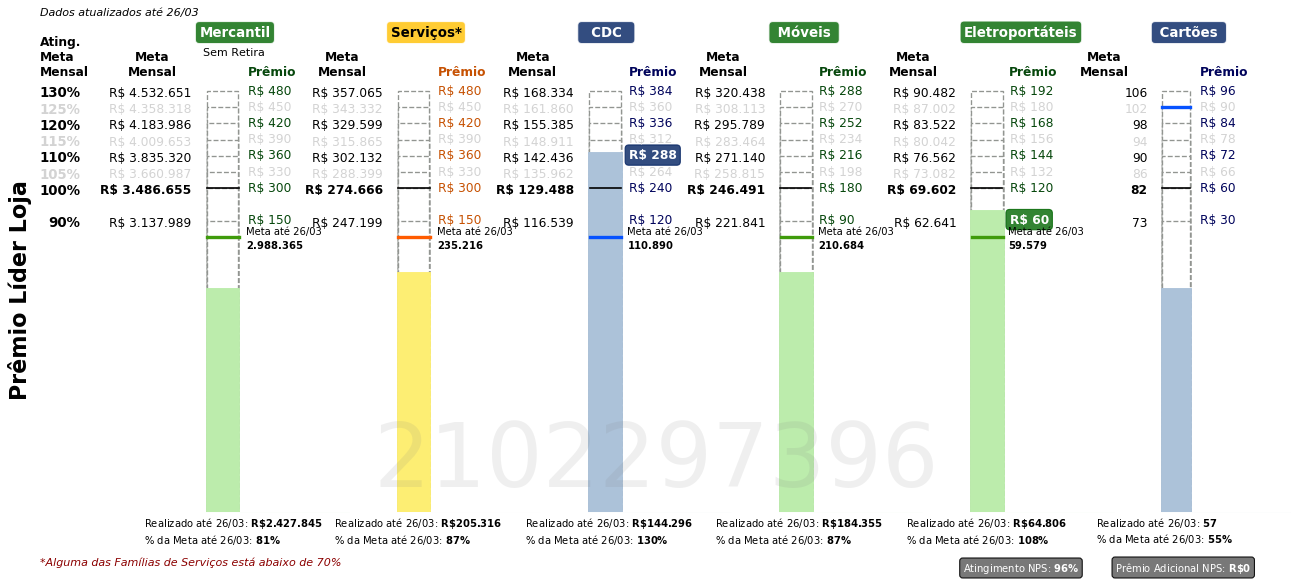 Dados atualizados até 26/03
Mercantil Serviços* CDC Móveis Eletroportáteis Cartões
Sem Retira
Ating. Meta Mensal Meta Mensal Prêmio Meta Mensal Prêmio Meta Mensal Prêmio Meta Mensal Prêmio Meta Mensal Prêmio Meta Mensal Prêmio
130% R$ 4.532.651 R$ 480 R$ 357.065 R$ 480 R$ 168.334 R$ 384 R$ 320.438 R$ 288 R$ 90.482 R$ 192 106 R$ 96
125% R$ 4.358.318 R$ 450 R$ 343.332 R$ 450 R$ 161.860 R$ 360 R$ 308.113 R$ 270 R$ 87.002 R$ 180 102 R$ 90
120% R$ 4.183.986 R$ 420 R$ 329.599 R$ 420 R$ 155.385 R$ 336 R$ 295.789 R$ 252 R$ 83.522 R$ 168 98 R$ 84
115% R$ 4.009.653 R$ 390 R$ 315.865 R$ 390 R$ 148.911 R$ 312 R$ 283.464 R$ 234 R$ 80.042 R$ 156 94 R$ 78
110% R$ 3.835.320 R$ 360 R$ 302.132 R$ 360 R$ 142.436 R$ 288 R$ 271.140 R$ 216 R$ 76.562 R$ 144 90 R$ 72
105% R$ 3.660.987 R$ 330 R$ 288.399 R$ 330 R$ 135.962 R$ 264 R$ 258.815 R$ 198 R$ 73.082 R$ 132 86 R$ 66
100% R$ 3.486.655 R$ 300 R$ 274.666 R$ 300 R$ 129.488 R$ 240 R$ 246.491 R$ 180 R$ 69.602 R$ 120 82 R$ 60
90% R$ 3.137.989 R$ 150 R$ 247.199 R$ 150 R$ 116.539 R$ 120 R$ 221.841 R$ 90 R$ 62.641 R$ 60 73 R$ 30
Meta até 26/03 Meta até 26/03 Meta até 26/03 Meta até 26/03 Meta até 26/03
2.988.365 235.216 110.890 210.684 59.579
Prêmio Líder Loja
2102297396
Realizado até 26/03: R$2.427.845 Realizado até 26/03: R$205.316 Realizado até 26/03: R$144.296 Realizado até 26/03: R$184.355 Realizado até 26/03: R$64.806 Realizado até 26/03: 57
% da Meta até 26/03: 81% % da Meta até 26/03: 87% % da Meta até 26/03: 130% % da Meta até 26/03: 87% % da Meta até 26/03: 108% % da Meta até 26/03: 55%
*Alguma das Famílias de Serviços está abaixo de 70%
Atingimento NPS: 96% Prêmio Adicional NPS: R$0